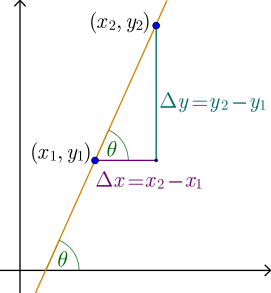 (x₂, y₂)
Δy=y₂−y₁
(x₁, y₁)
θ
Δx=x₂−x₁
θ